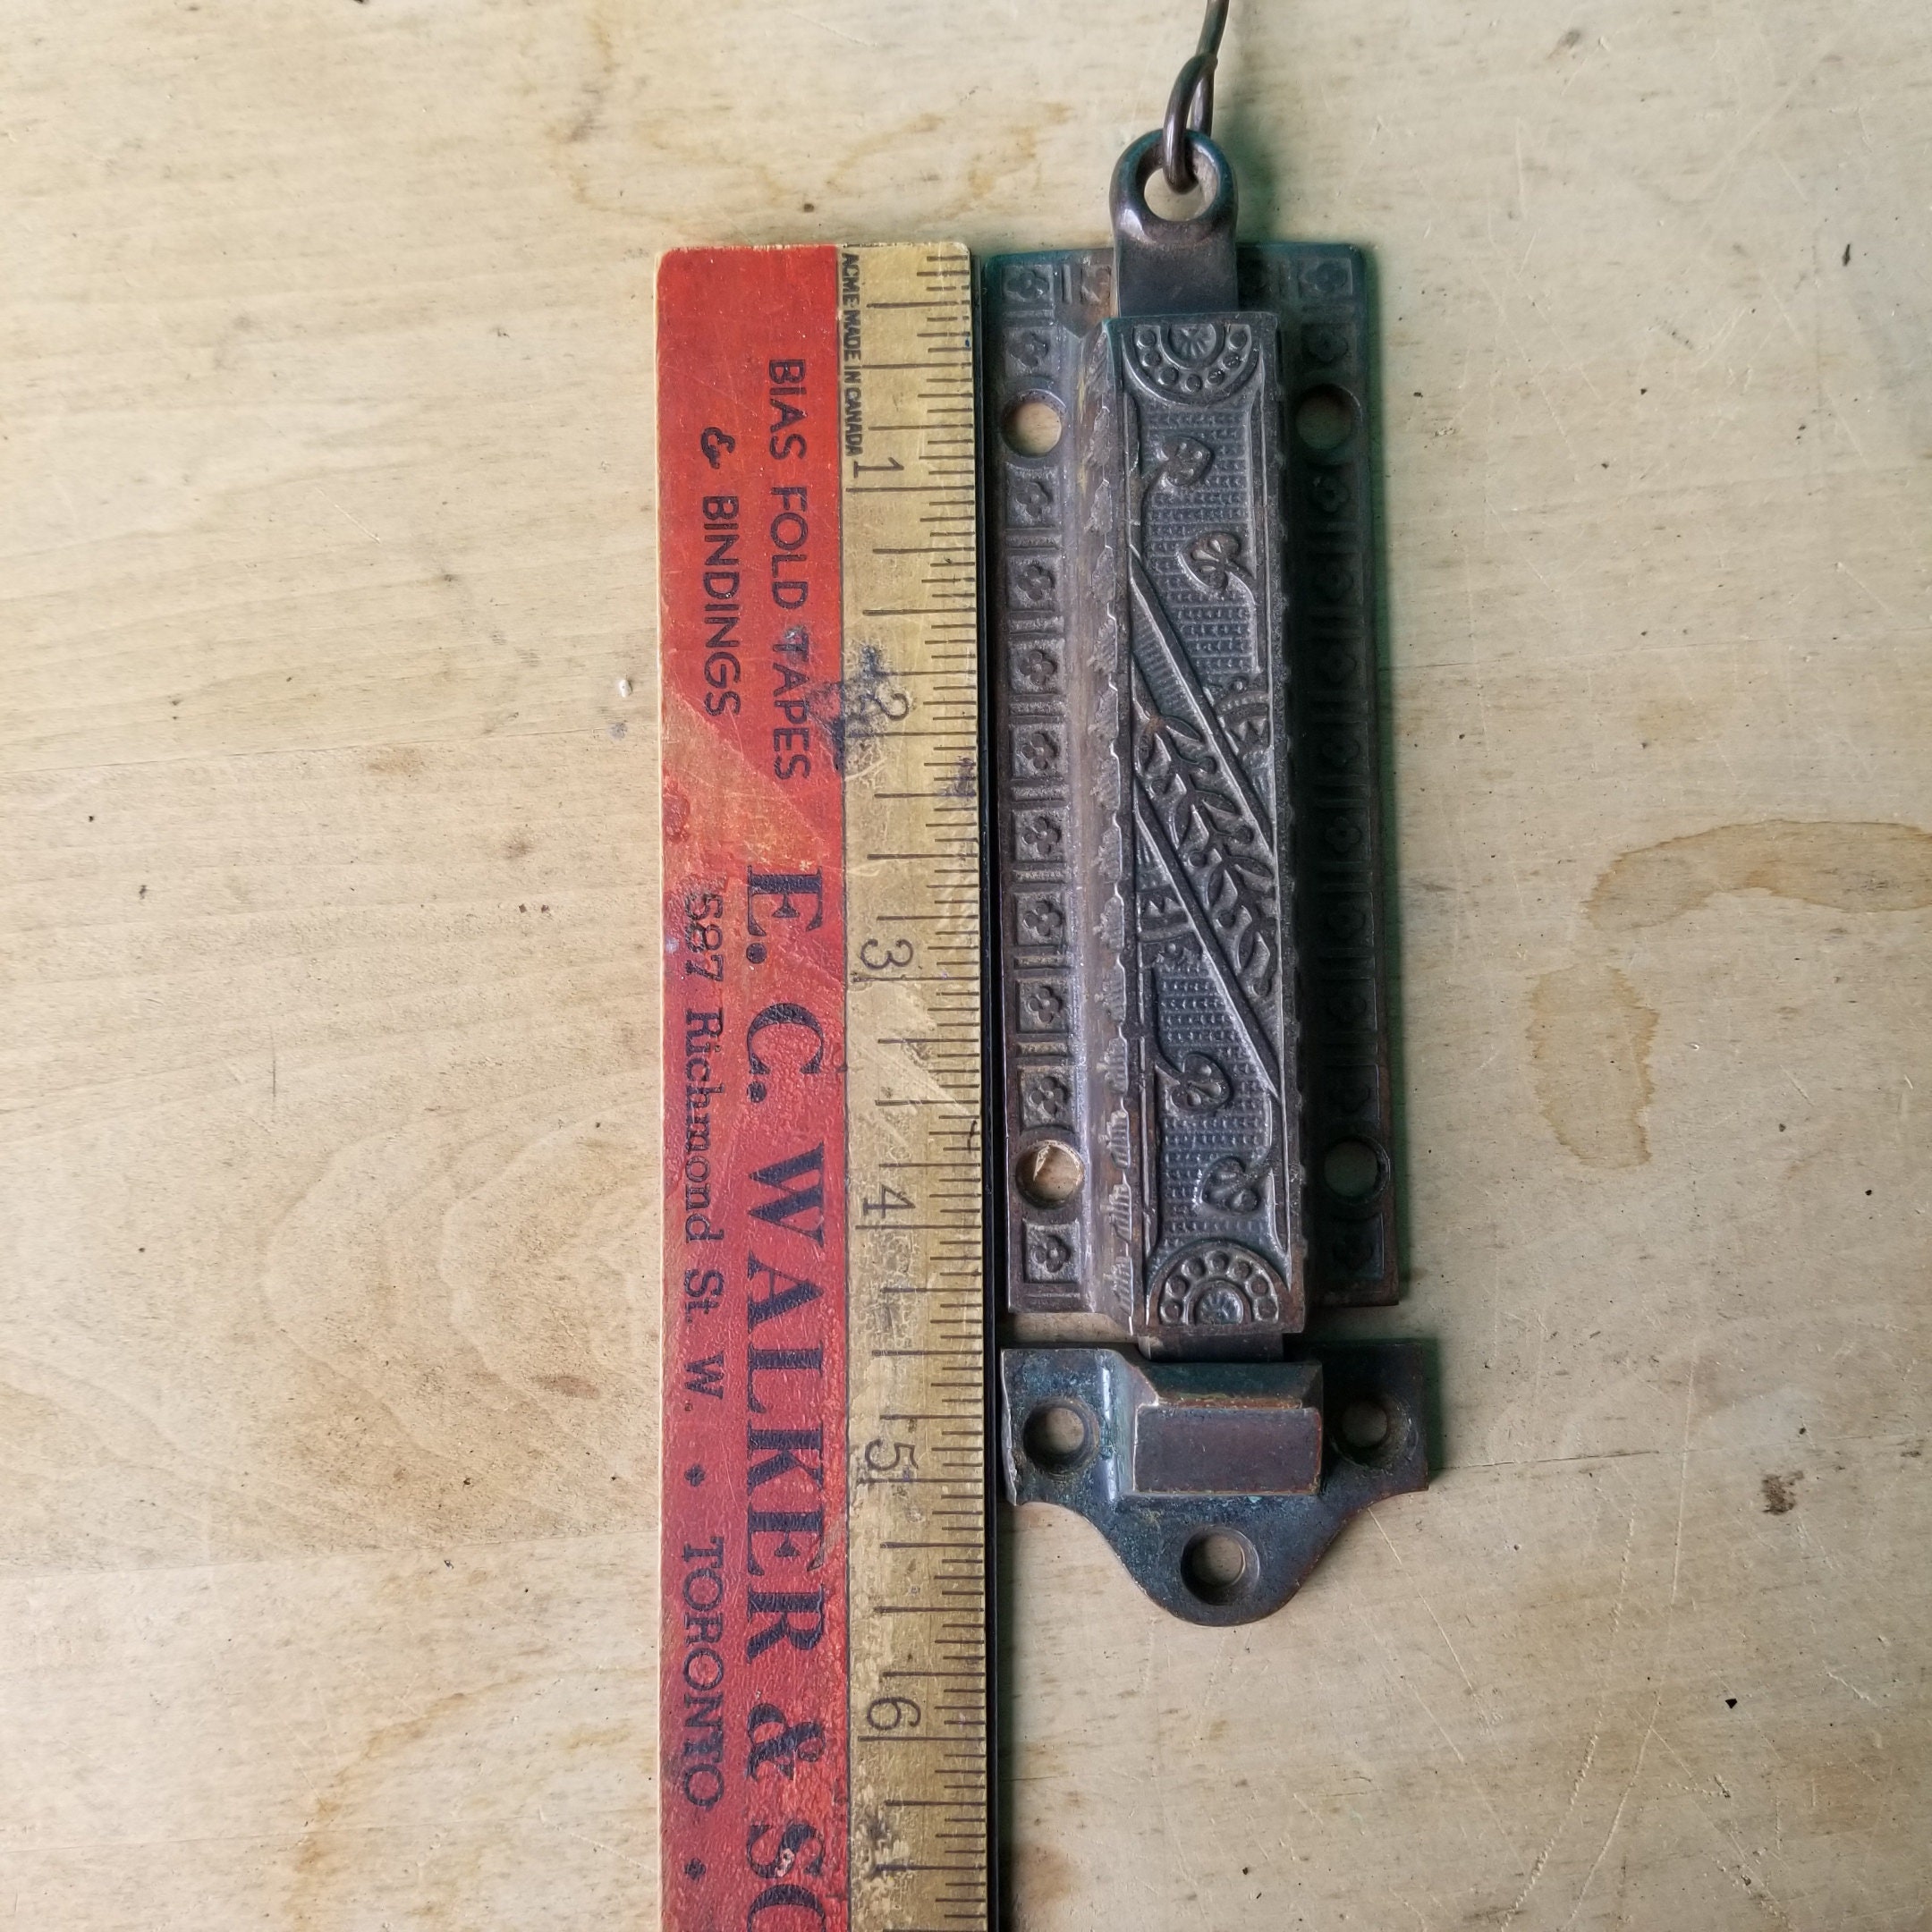 ACME-MADE IN CANADA
BIAS FOLD TAPES
& BINDINGS
E. C. WALKER & SO
587 Richmond St. W. • TORONTO •
1
2
3
4
5
6